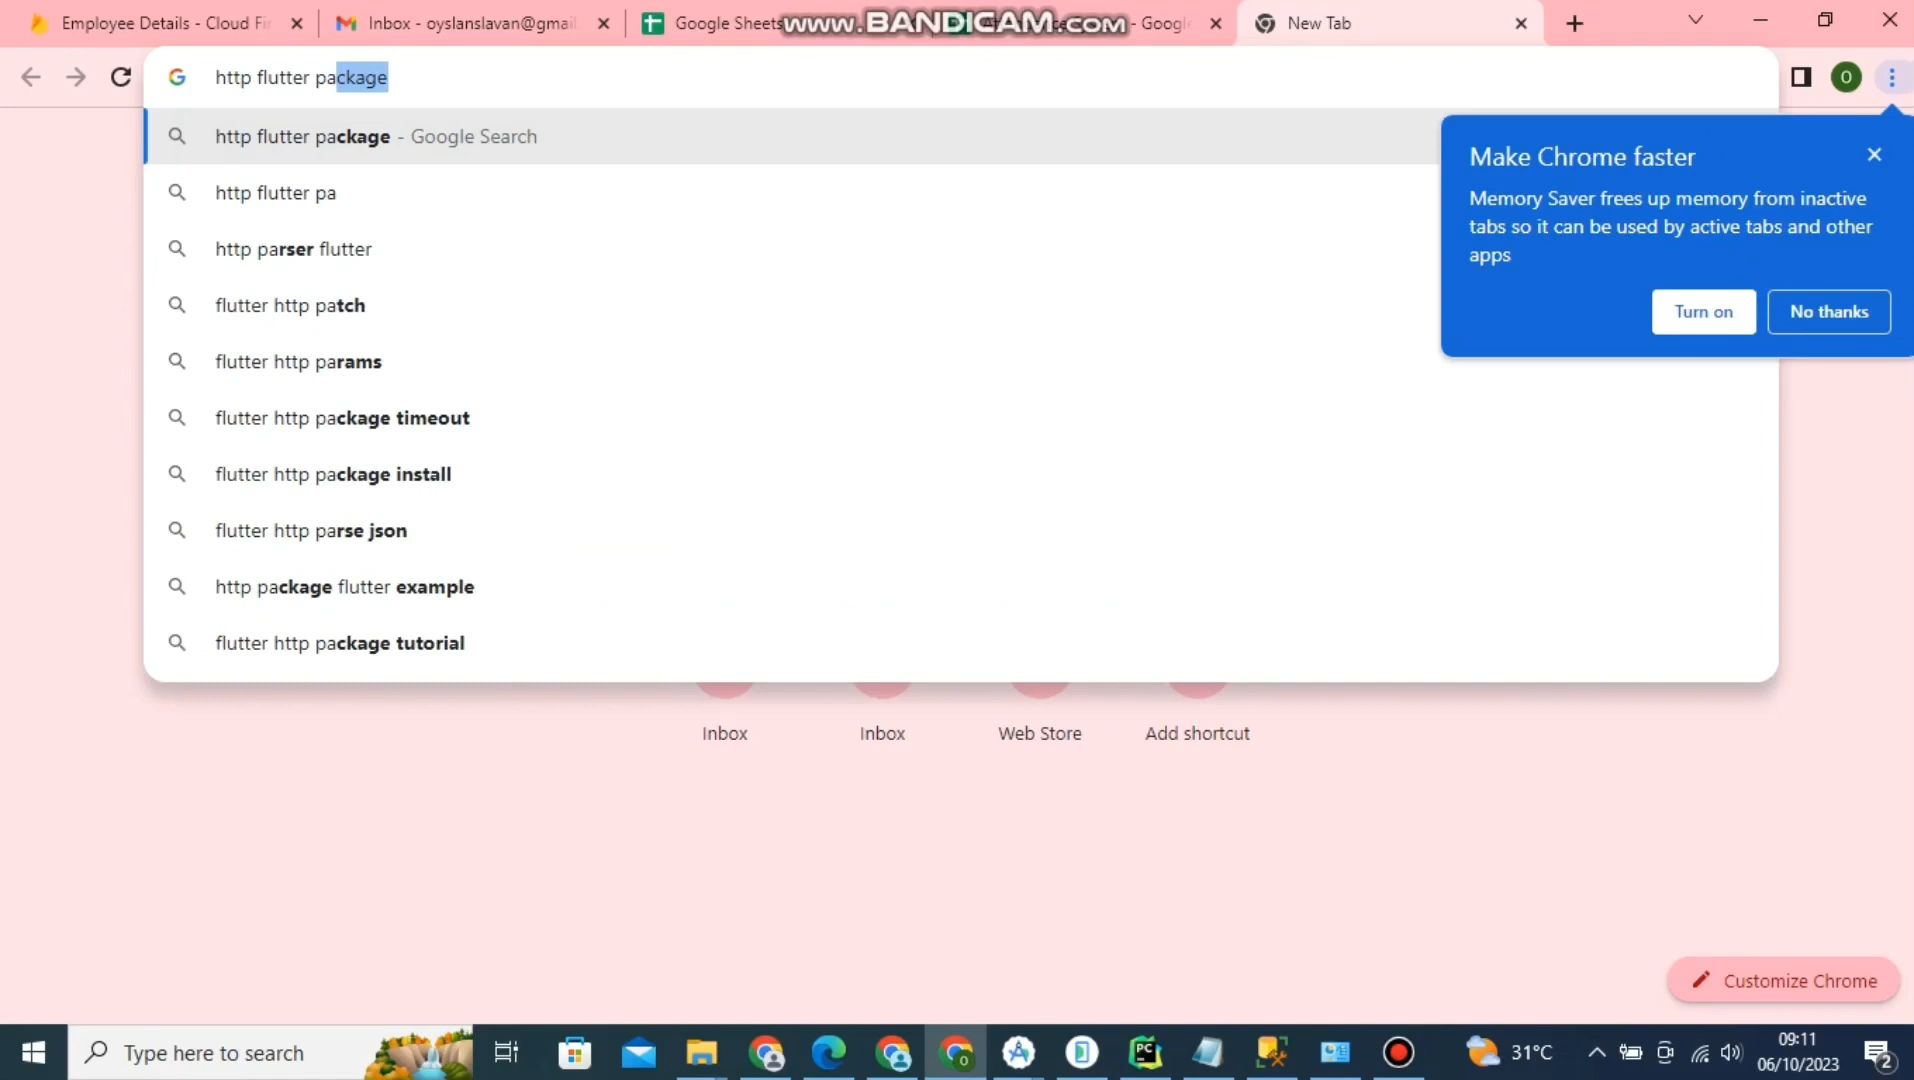 Employee Details - Cloud Fir
Inbox - oyslanslavan@gmail.
Google Sheets
- Google
New Tab
www.BANDICAM.com
http flutter package
O
http flutter package - Google Search
http flutter pa
http parser flutter
flutter http patch
flutter http params
flutter http package timeout
flutter http package install
flutter http parse json
http package flutter example
flutter http package tutorial
Make Chrome faster
Memory Saver frees up memory from inactive
tabs so it can be used by active tabs and other
apps
Turn on
No thanks
Inbox
Inbox
Web Store
Add shortcut
Customize Chrome
Type here to search
O
PC
31°C
09:11
06/10/2023
2